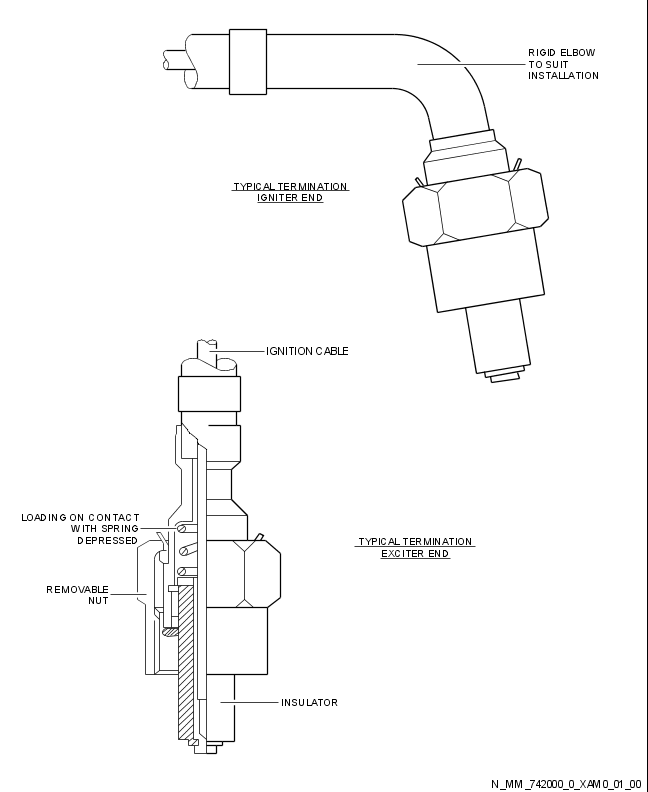 RIGID ELBOW
TO SUIT
INSTALLATION
TYPICAL TERMINATION
IGNITER END
IGNITION CABLE
LOADING ON CONTACT
WITH SPRING
DEPRESSED
TYPICAL TERMINATION
EXCITER END
REMOVABLE
NUT
INSULATOR
N_MM_742000_0_XAM0_01_00